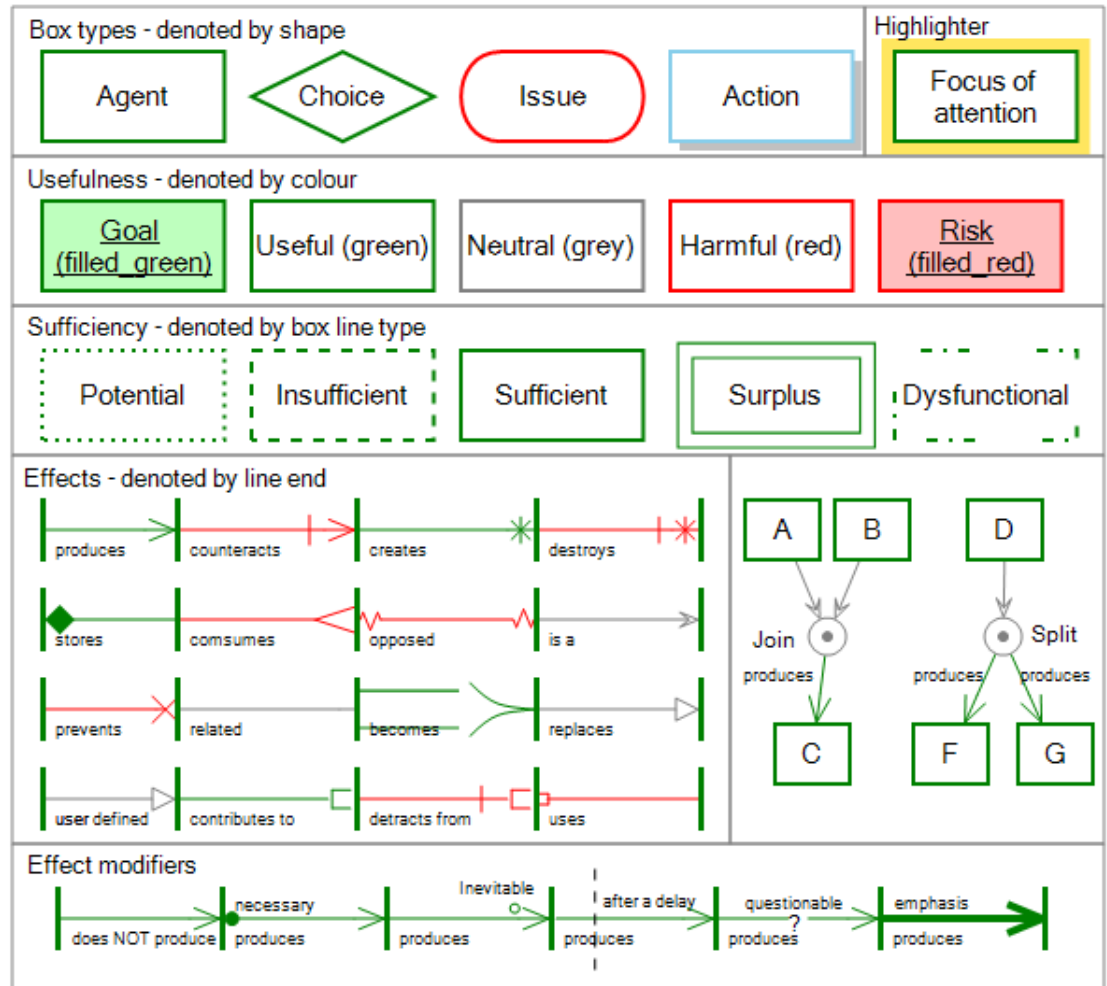 Box types - denoted by shape
Highlighter
Agent
Choice
Issue
Action
Focus of
attention
Usefulness - denoted by colour
Goal
(filled_green)
Useful (green)
Neutral (grey)
Harmful (red)
Risk
(filled_red)
Sufficiency - denoted by box line type
Potential
Insufficient
Sufficient
Surplus
Dysfunctional
Effects - denoted by line end
produces
counteracts
creates
destroys
stores
comsumes
opposed
is a
prevents
related
becomes
replaces
user defined
contributes to
detracts from
uses
A
B
D
Join
Split
produces
produces
produces
C
F
G
Effect modifiers
necessary
Inevitable
after a delay
questionable
emphasis
?
does NOT produce
produces
produces
produces
produces
produces